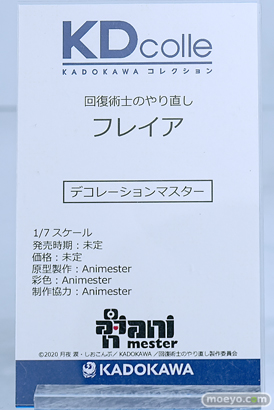 KDcolle
KADOKAWA コレクション
回復術士のやり直し
フレイア
デコレーションマスター
1/7 スケール
発売時期：未定
価格：未定
原型製作：Animester
彩色：Animester
制作協力：Animester
ani
mester
©2020 月夜 涙・しおこんぶ／KADOKAWA／回復術士のやり直し製作委員会
KADOKAWA
moeyo.com